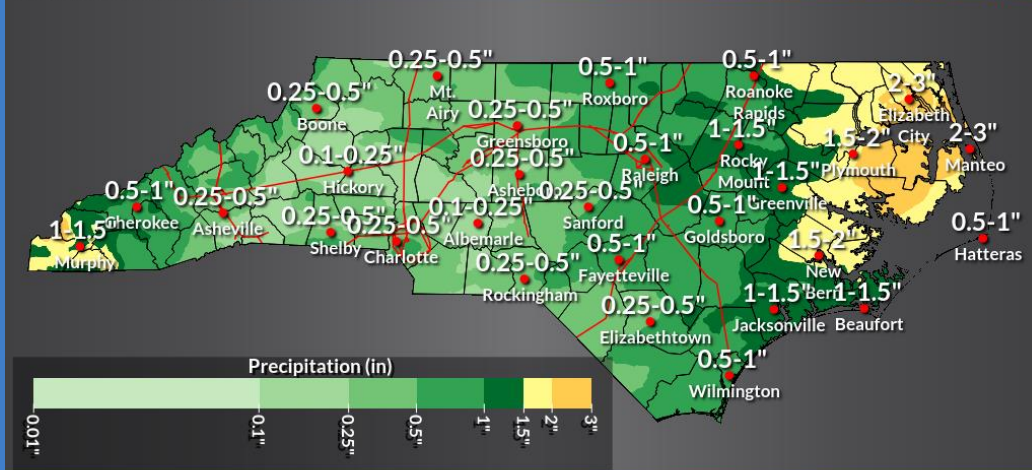 0.25-0.5"
Mt.
Airy
0.5-1"
Roxboro
0.5-1"
Roanoke
Rapids
2-3"
Elizabeth
City
0.25-0.5"
Boone
0.25-0.5"
Greensboro
1-1.5"
Rocky
Mount
1.5-2"
Plymouth
2-3"
Manteo
0.1-0.25"
Hickory
0.25-0.5"
Asheboro
Raleigh
1-1.5"
Greenville
0.5-1"
Cherokee
0.25-0.5"
Asheville
0.25-0.5"
Shelby
0.25-0.5"
Charlotte
0.1-0.25"
Albemarle
0.25-0.5"
Sanford
0.5-1"
Goldsboro
0.5-1"
Hatteras
1-1.5"
Murphy
0.25-0.5"
Rockingham
0.5-1"
Fayetteville
1.5-2"
New
Bern
0.25-0.5"
Elizabethtown
1-1.5"
Jacksonville
1-1.5"
Beaufort
0.5-1"
Wilmington
Precipitation (in)
0.01"
0.1"
0.25"
0.5"
1"
1.5"
2"
3"